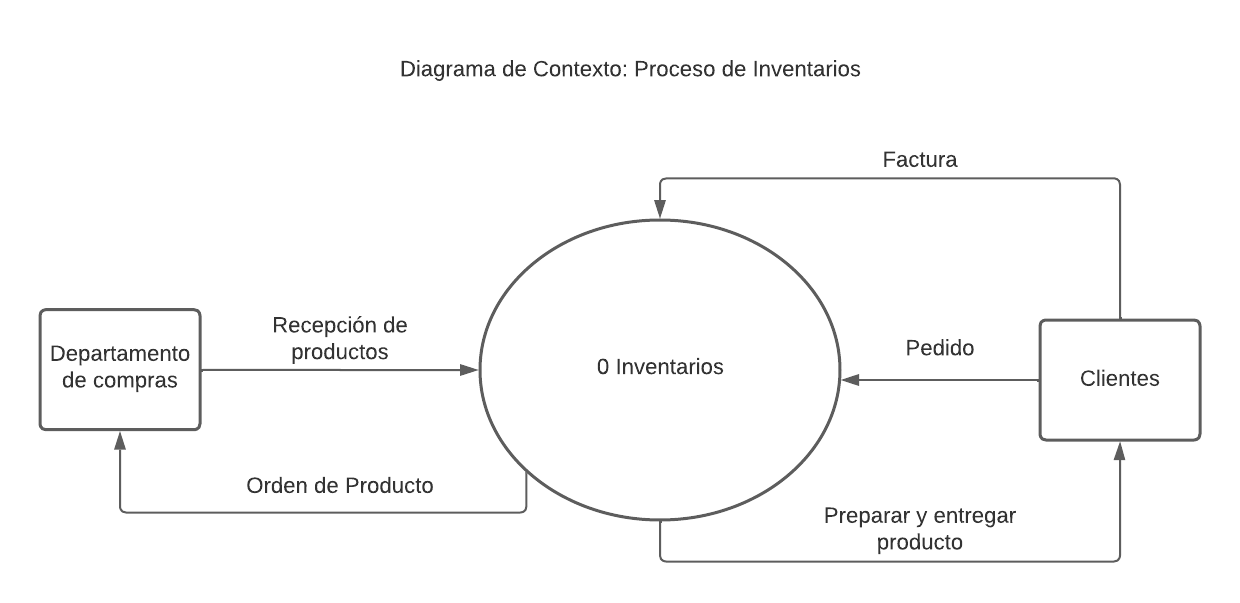 Diagrama de Contexto: Proceso de Inventarios
Factura
Recepción de
productos
Departamento
de compras
0 Inventarios
Pedido
Clientes
Orden de Producto
Preparar y entregar
producto